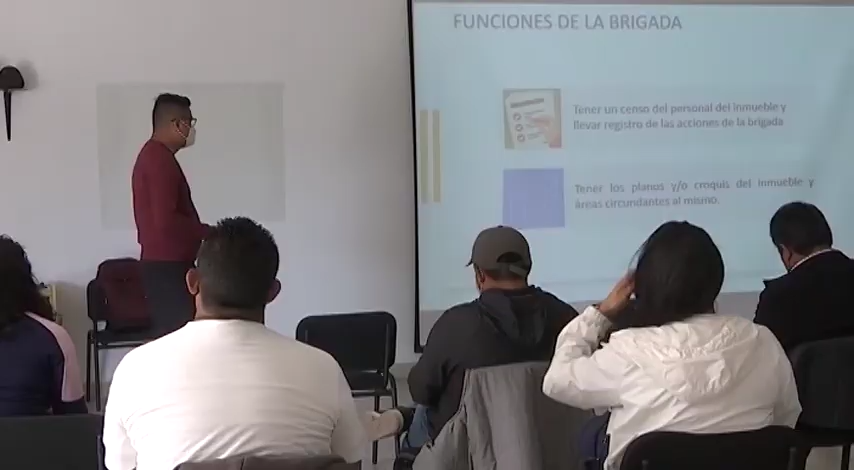 FUNCIONES DE LA BRIGADA
Tener un censo del personal del inmueble y
llevar registro de las acciones de la brigada
Tener los planos y/o croquis del inmueble y
áreas circundantes al mismo.